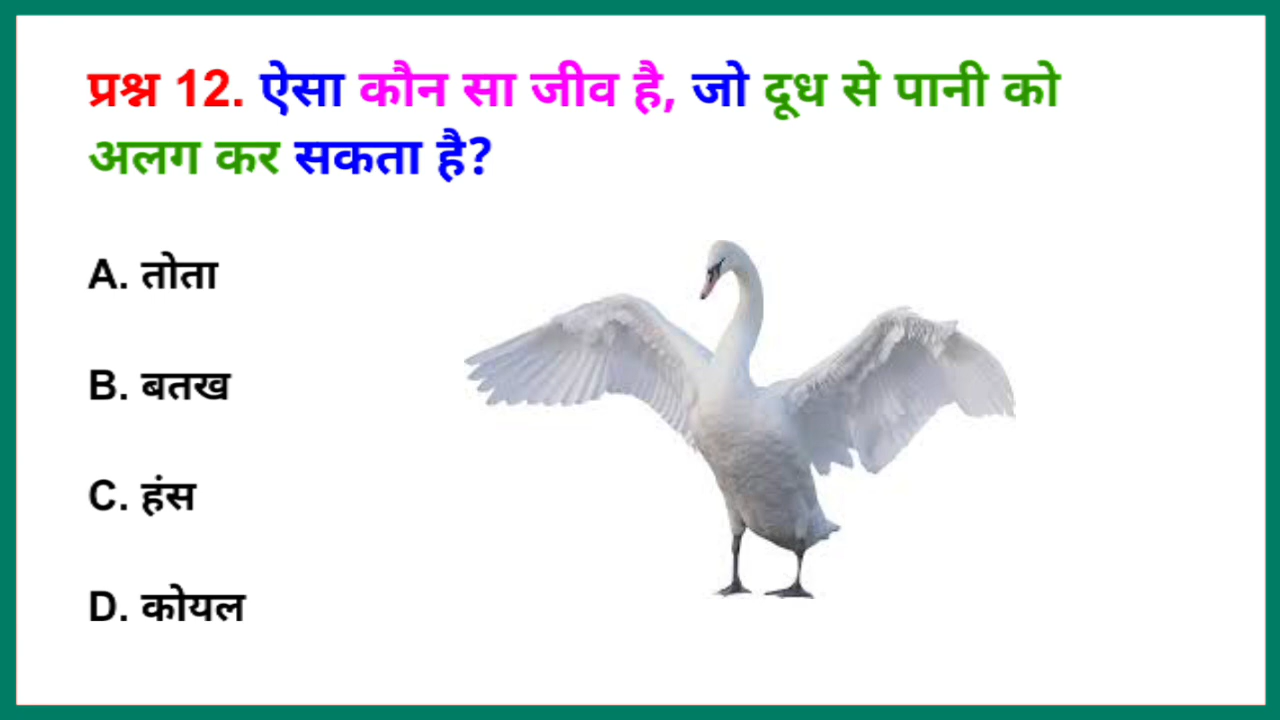 प्रश्न 12. ऐसा कौन सा जीव है, जो दूध से पानी को
अलग कर सकता है?
A. तोता
B. बतख
C. हंस
D. कोयल